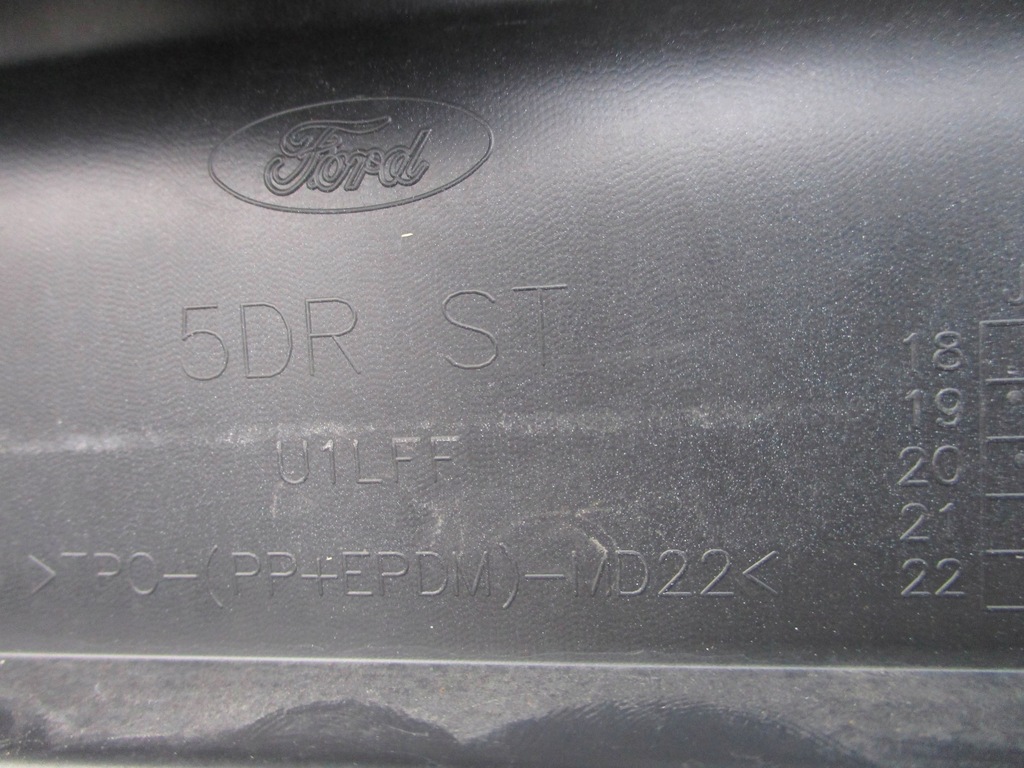 Ford
5DR ST
U1LFF
>TPO-(PP+EPDM)-MD22<
J
18
19
20
21
22